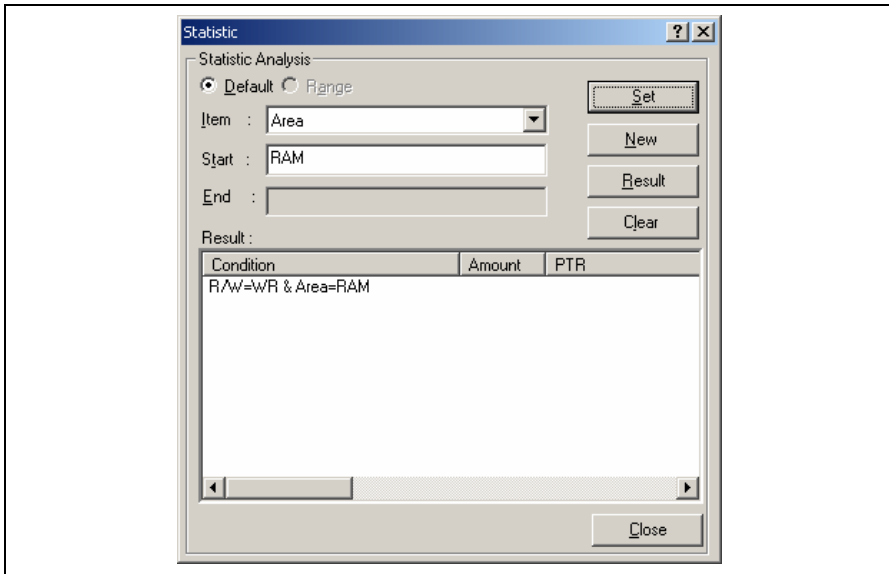 Statistic
Statistic Analysis
Default Range
Item : Area
Set
New
Start : RAM
Result
End :
Clear
Result :
Condition Amount PTR
R/W=WR & Area=RAM
Close